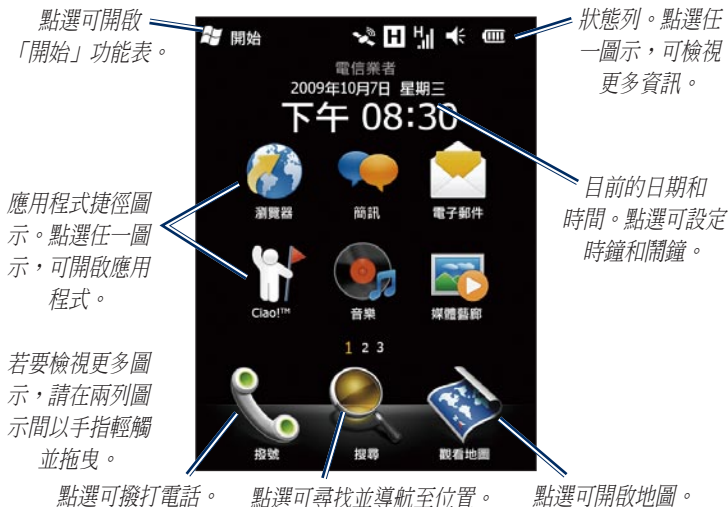 點選可開啟
「開始」功能表。
狀態列。點選任
一圖示，可檢視
更多資訊。
開始
H
H
電信業者
2009年10月7日 星期三
下午 08:30
瀏覽器
簡訊
電子郵件
目前的日期和
時間。點選可設定
時鐘和鬧鐘。
應用程式捷徑圖
示。點選任一圖
示，可開啟應用
程式。
Ciao!™
音樂
媒體藝廊
1 2 3
若要檢視更多圖
示，請在兩列圖
示間以手指輕觸
並拖曳。
撥號
搜尋
觀看地圖
點選可撥打電話。
點選可尋找並導航至位置。
點選可開啟地圖。